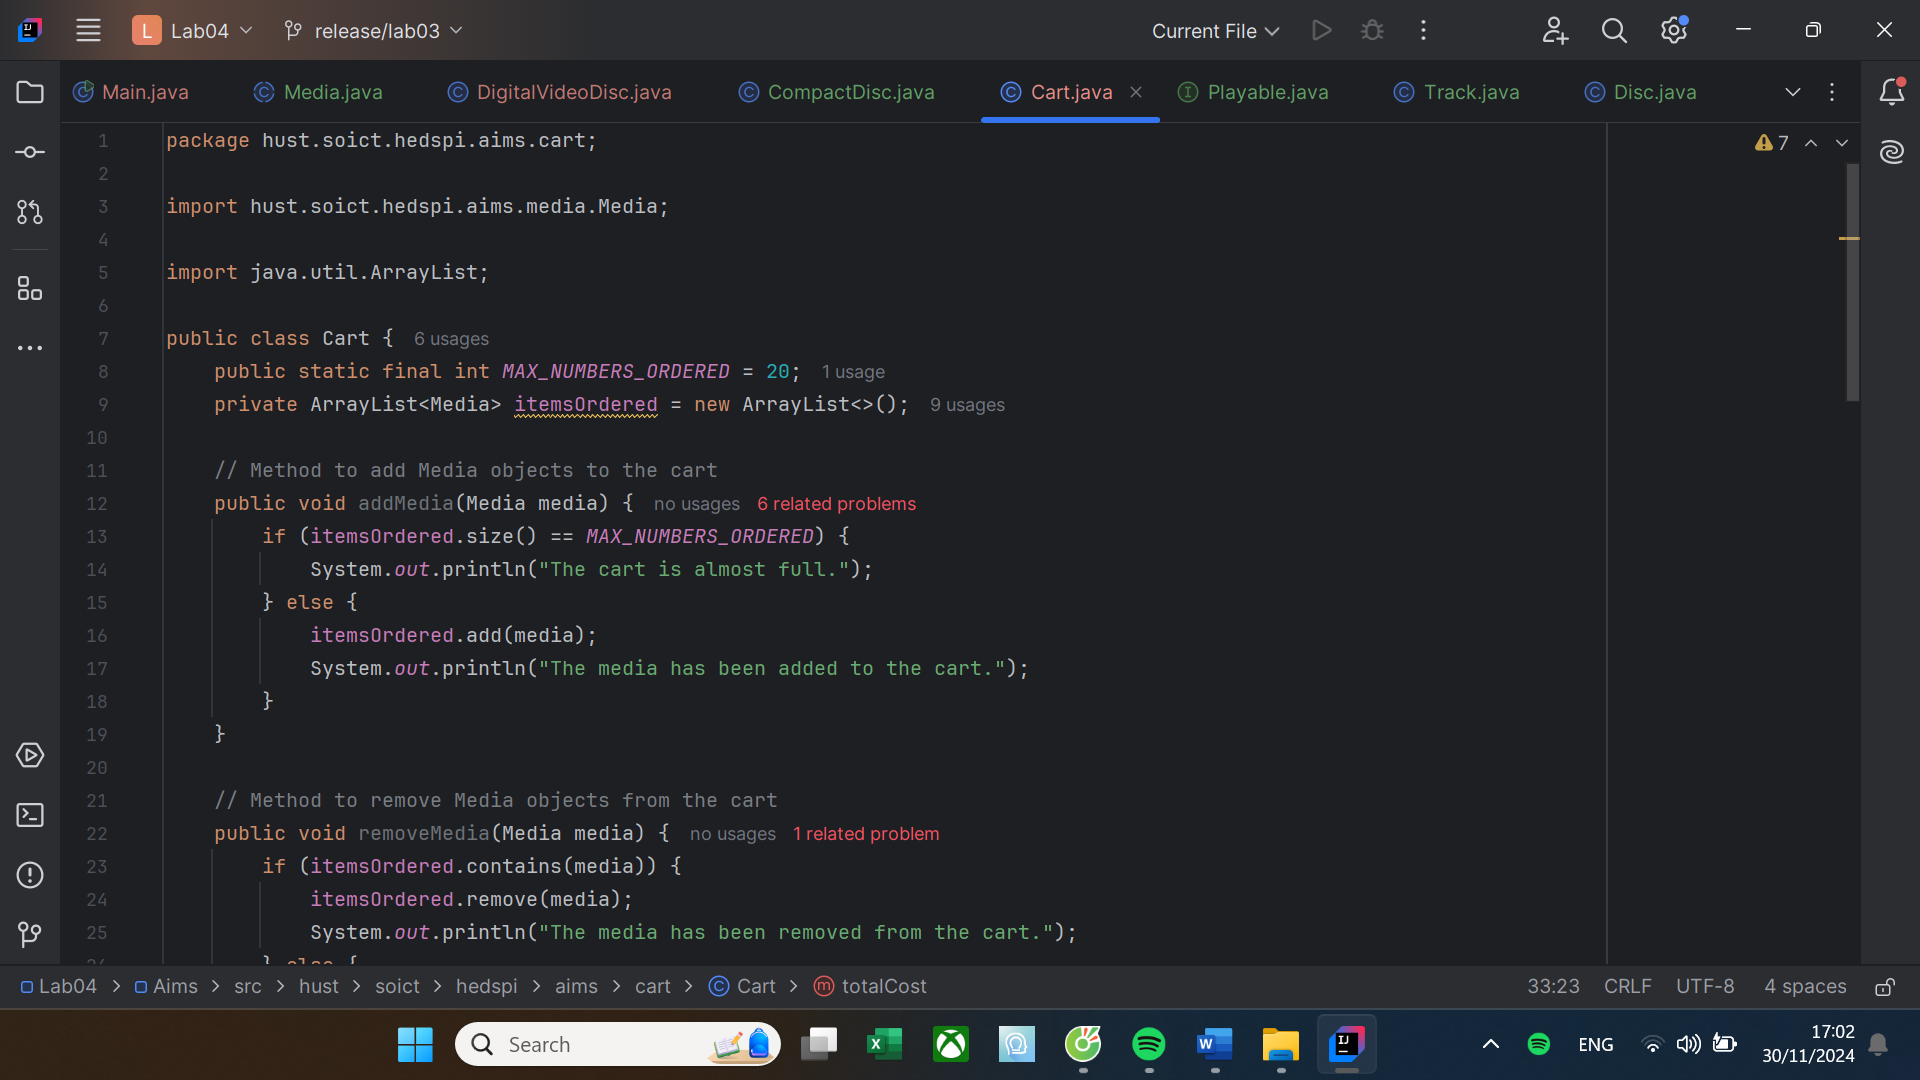 Lab04 release/lab03 Current File
Main.java Media.java DigitalVideoDisc.java CompactDisc.java Cart.java Playable.java Track.java Disc.java
7
1 package hust.soict.hedspi.aims.cart;
2
3 import hust.soict.hedspi.aims.media.Media;
4
5 import java.util.ArrayList;
6
7 public class Cart { 6 usages
8 public static final int MAX_NUMBERS_ORDERED = 20; 1 usage
9 private ArrayList<Media> itemsOrdered = new ArrayList<>(); 9 usages
10
11 // Method to add Media objects to the cart
12 public void addMedia(Media media) { no usages 6 related problems
13 if (itemsOrdered.size() == MAX_NUMBERS_ORDERED) {
14 System.out.println("The cart is almost full.");
15 } else {
16 itemsOrdered.add(media);
17 System.out.println("The media has been added to the cart.");
18 }
19 }
20
21 // Method to remove Media objects from the cart
22 public void removeMedia(Media media) { no usages 1 related problem
23 if (itemsOrdered.contains(media)) {
24 itemsOrdered.remove(media);
25 System.out.println("The media has been removed from the cart.");
26 } else {
Lab04 > Aims > src > hust > soict > hedspi > aims > cart > Cart > totalCost 33:23 CRLF UTF-8 4 spaces
Search ENG 17:02
30/11/2024